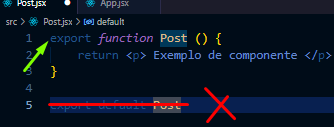 Post.jsx App.jsx
src > Post.jsx > default
1 export function Post () {
2 return <p> Exemplo de componente </p>
3 }
4
5 export default Post